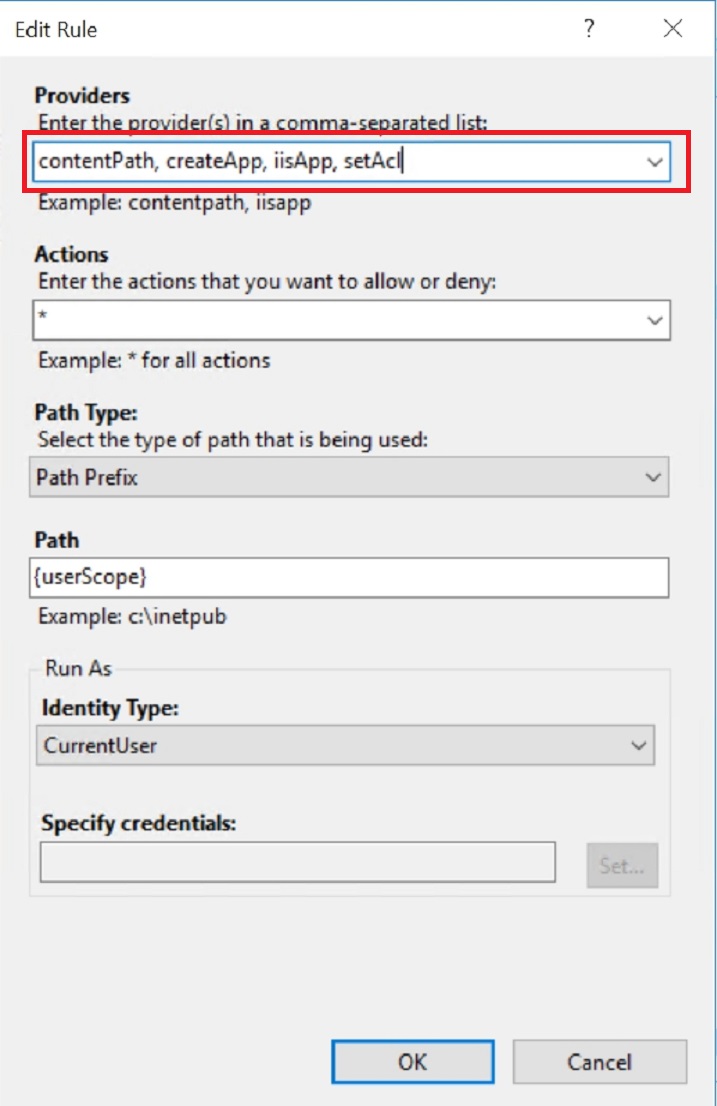 Edit Rule
?
Providers
Enter the provider(s) in a comma-separated list:
contentPath, createApp, iisApp, setAcl
Example: contentpath, iisapp
Actions
Enter the actions that you want to allow or deny:
*
Example: * for all actions
Path Type:
Select the type of path that is being used:
Path Prefix
Path
{userScope}
Example: c:\inetpub
Run As
Identity Type:
CurrentUser
Specify credentials:
Set...
OK
Cancel